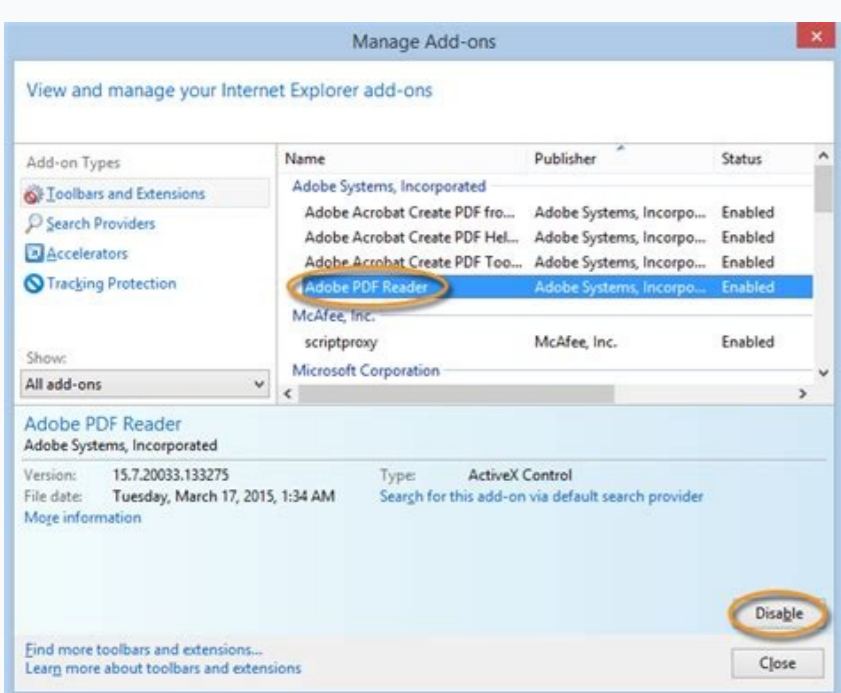 Manage Add-ons
View and manage your Internet Explorer add-ons
Add-on Types
Toolbars and Extensions
Search Providers
Accelerators
Tracking Protection
Show:
All add-ons
Name Publisher Status
Adobe Systems, Incorporated
Adobe Acrobat Create PDF fro... Adobe Systems, Incorpo... Enabled
Adobe Acrobat Create PDF Hel... Adobe Systems, Incorpo... Enabled
Adobe Acrobat Create PDF Too... Adobe Systems, Incorpo... Enabled
Adobe PDF Reader Adobe Systems, Incorpo... Enabled
McAfee, Inc.
scriptproxy McAfee, Inc. Enabled
Microsoft Corporation
Adobe PDF Reader
Adobe Systems, Incorporated
Version: 15.7.20033.133275 Type: ActiveX Control
File date: Tuesday, March 17, 2015, 1:34 AM Search for this add-on via default search provider
More information
Disable
Find more toolbars and extensions...
Learn more about toolbars and extensions
Close